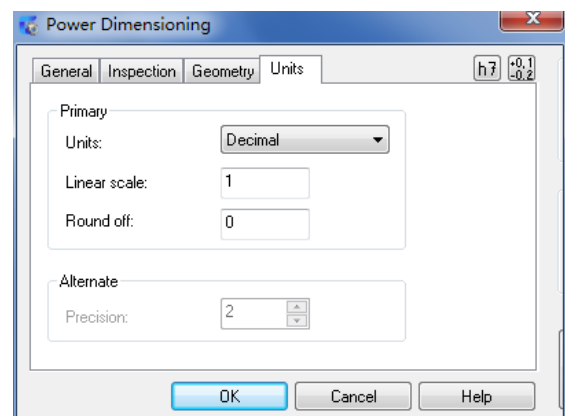 Power Dimensioning
General Inspection Geometry Units h7 +0,1 -0,2
Primary
Units: Decimal
Linear scale: 1
Round off: 0
Alternate
Precision: 2
OK Cancel Help